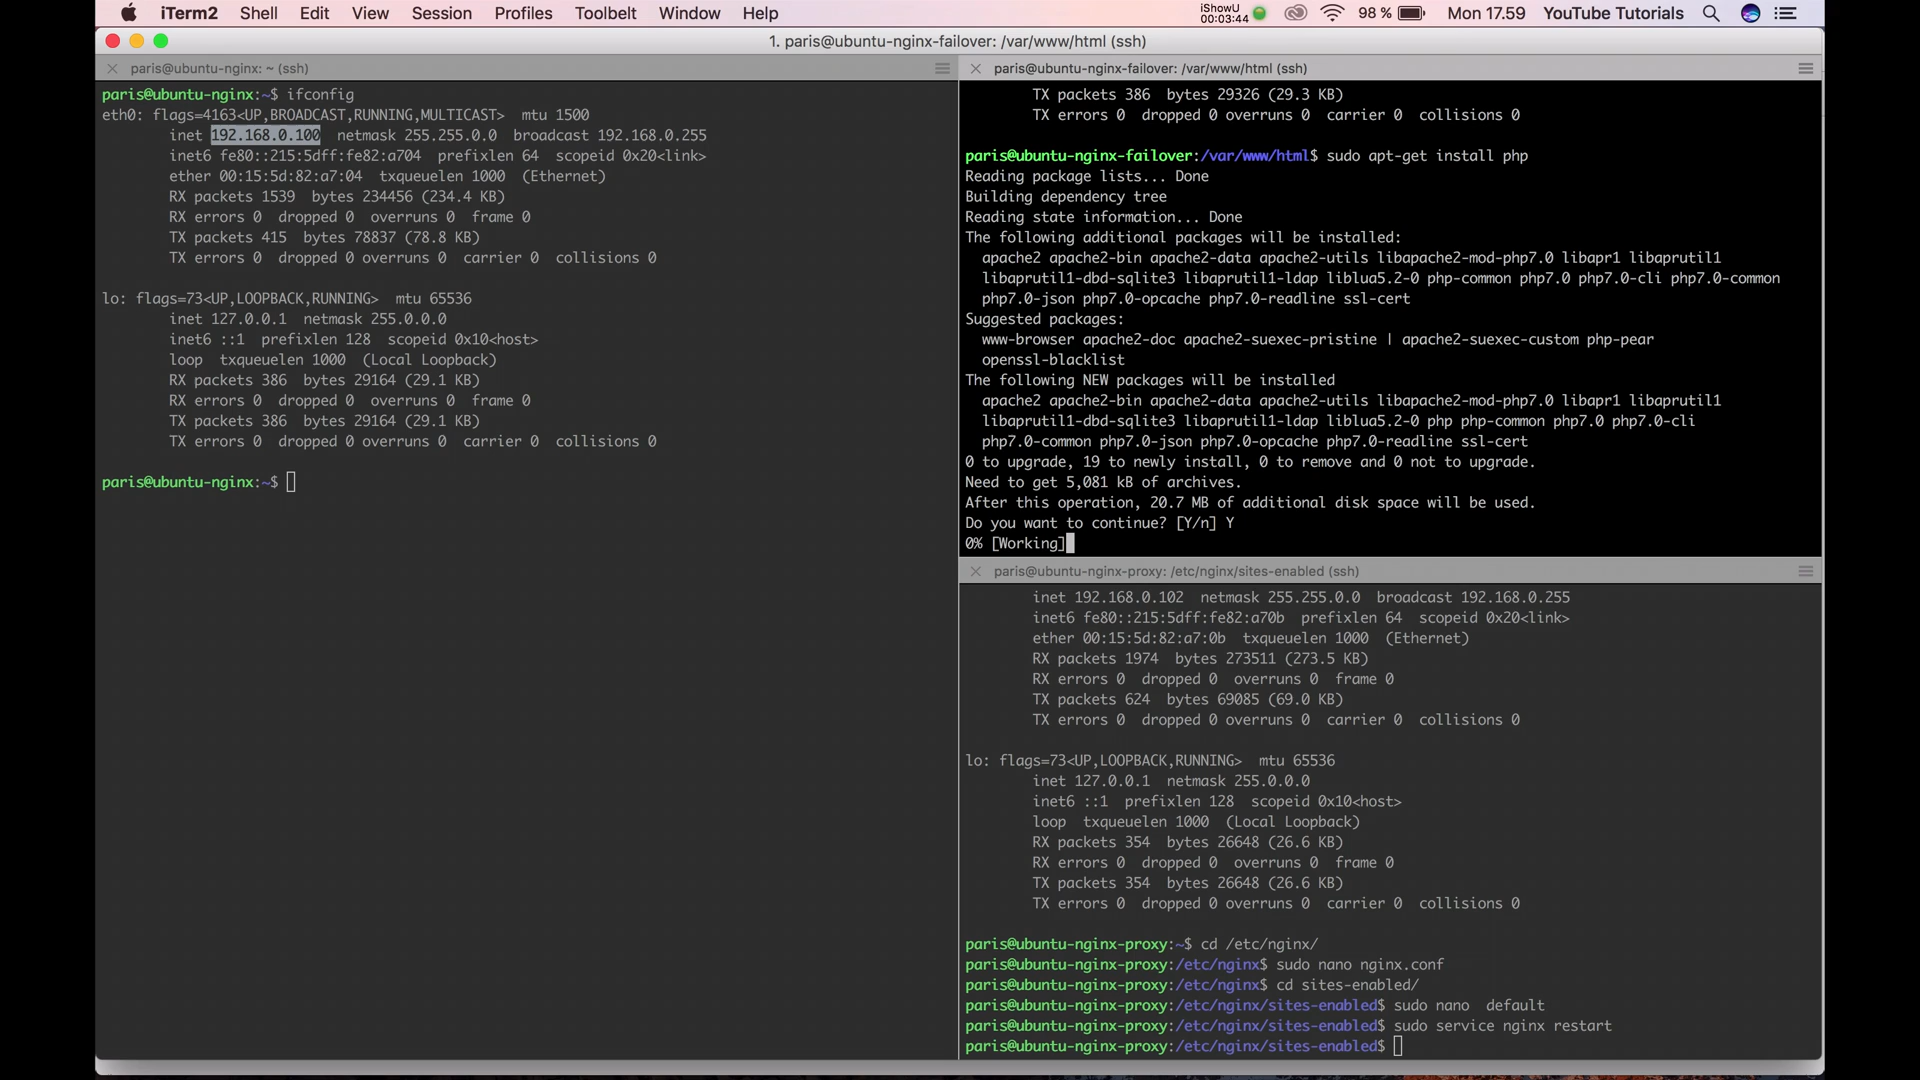 iTerm2 Shell Edit View Session Profiles Toolbelt Window Help
iShowU
00:03:44
98 % Mon 17.59 YouTube Tutorials
1. paris@ubuntu-nginx-failover: /var/www/html (ssh)
paris@ubuntu-nginx: ~ (ssh)
paris@ubuntu-nginx:~$ ifconfig
eth0: flags=4163<UP,BROADCAST,RUNNING,MULTICAST> mtu 1500
inet 192.168.0.100 netmask 255.255.0.0 broadcast 192.168.0.255
inet6 fe80::215:5dff:fe82:a704 prefixlen 64 scopeid 0x20<link>
ether 00:15:5d:82:a7:04 txqueuelen 1000 (Ethernet)
RX packets 1539 bytes 234456 (234.4 KB)
RX errors 0 dropped 0 overruns 0 frame 0
TX packets 415 bytes 78837 (78.8 KB)
TX errors 0 dropped 0 overruns 0 carrier 0 collisions 0
lo: flags=73<UP,LOOPBACK,RUNNING> mtu 65536
inet 127.0.0.1 netmask 255.0.0.0
inet6 ::1 prefixlen 128 scopeid 0x10<host>
loop txqueuelen 1000 (Local Loopback)
RX packets 386 bytes 29164 (29.1 KB)
RX errors 0 dropped 0 overruns 0 frame 0
TX packets 386 bytes 29164 (29.1 KB)
TX errors 0 dropped 0 overruns 0 carrier 0 collisions 0
paris@ubuntu-nginx:~$
paris@ubuntu-nginx-failover: /var/www/html (ssh)
TX packets 386 bytes 29326 (29.3 KB)
TX errors 0 dropped 0 overruns 0 carrier 0 collisions 0
paris@ubuntu-nginx-failover:/var/www/html$ sudo apt-get install php
Reading package lists... Done
Building dependency tree
Reading state information... Done
The following additional packages will be installed:
apache2 apache2-bin apache2-data apache2-utils libapache2-mod-php7.0 libapr1 libaprutil1
libaprutil1-dbd-sqlite3 libaprutil1-ldap liblua5.2-0 php-common php7.0 php7.0-cli php7.0-common
php7.0-json php7.0-opcache php7.0-readline ssl-cert
Suggested packages:
www-browser apache2-doc apache2-suexec-pristine | apache2-suexec-custom php-pear
openssl-blacklist
The following NEW packages will be installed
apache2 apache2-bin apache2-data apache2-utils libapache2-mod-php7.0 libapr1 libaprutil1
libaprutil1-dbd-sqlite3 libaprutil1-ldap liblua5.2-0 php php-common php7.0 php7.0-cli
php7.0-common php7.0-json php7.0-opcache php7.0-readline ssl-cert
0 to upgrade, 19 to newly install, 0 to remove and 0 not to upgrade.
Need to get 5,081 kB of archives.
After this operation, 20.7 MB of additional disk space will be used.
Do you want to continue? [Y/n] Y
0% [Working]
paris@ubuntu-nginx-proxy: /etc/nginx/sites-enabled (ssh)
inet 192.168.0.102 netmask 255.255.0.0 broadcast 192.168.0.255
inet6 fe80::215:5dff:fe82:a70b prefixlen 64 scopeid 0x20<link>
ether 00:15:5d:82:a7:0b txqueuelen 1000 (Ethernet)
RX packets 1974 bytes 273511 (273.5 KB)
RX errors 0 dropped 0 overruns 0 frame 0
TX packets 624 bytes 69085 (69.0 KB)
TX errors 0 dropped 0 overruns 0 carrier 0 collisions 0
lo: flags=73<UP,LOOPBACK,RUNNING> mtu 65536
inet 127.0.0.1 netmask 255.0.0.0
inet6 ::1 prefixlen 128 scopeid 0x10<host>
loop txqueuelen 1000 (Local Loopback)
RX packets 354 bytes 26648 (26.6 KB)
RX errors 0 dropped 0 overruns 0 frame 0
TX packets 354 bytes 26648 (26.6 KB)
TX errors 0 dropped 0 overruns 0 carrier 0 collisions 0
paris@ubuntu-nginx-proxy:~$ cd /etc/nginx/
paris@ubuntu-nginx-proxy:/etc/nginx$ sudo nano nginx.conf
paris@ubuntu-nginx-proxy:/etc/nginx$ cd sites-enabled/
paris@ubuntu-nginx-proxy:/etc/nginx/sites-enabled$ sudo nano default
paris@ubuntu-nginx-proxy:/etc/nginx/sites-enabled$ sudo service nginx restart
paris@ubuntu-nginx-proxy:/etc/nginx/sites-enabled$